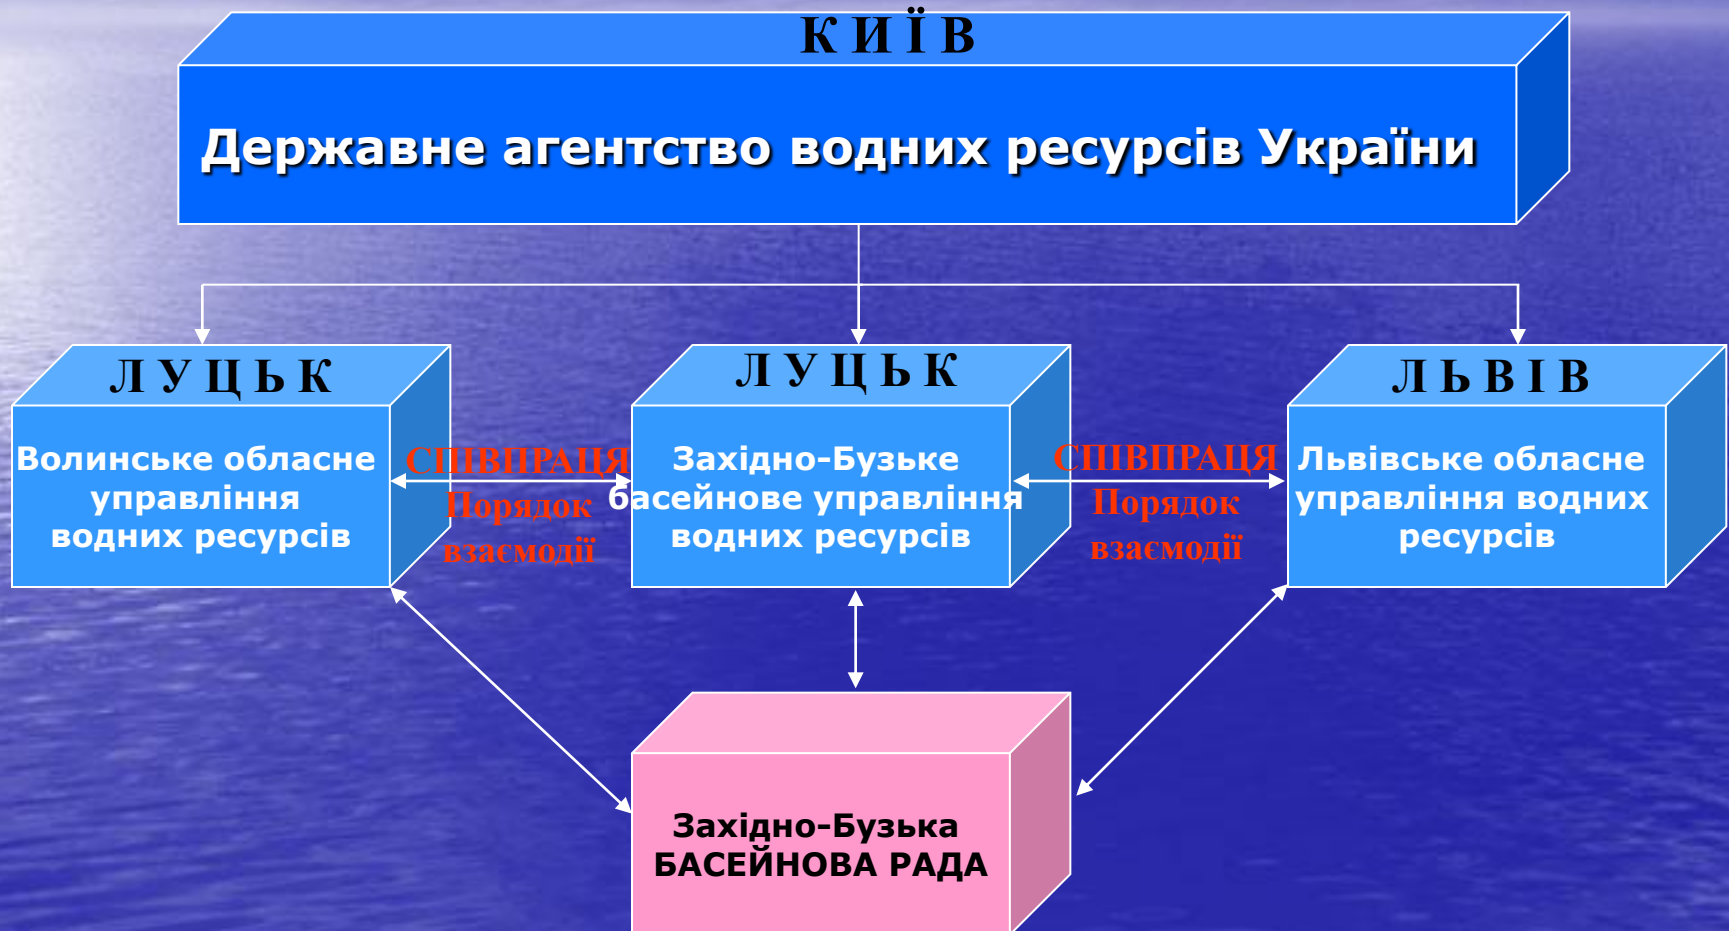 К И Ї В
Державне агентство водних ресурсів України
Л У Ц Ь К
Волинське обласне
управління
водних ресурсів
СПІВПРАЦЯ
Порядок
взаємодії
Л У Ц Ь К
Західно-Бузьке
басейнове управління
водних ресурсів
СПІВПРАЦЯ
Порядок
взаємодії
Л Ь В І В
Львівське обласне
управління водних
ресурсів
Західно-Бузька
БАСЕЙНОВА РАДА